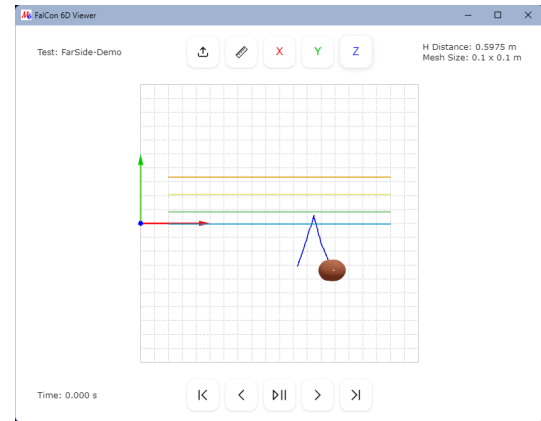 FalCon 6D Viewer
Test: FarSide-Demo
X
Y
Z
H Distance: 0.5975 m
Mesh Size: 0.1 x 0.1 m
Time: 0.000 s